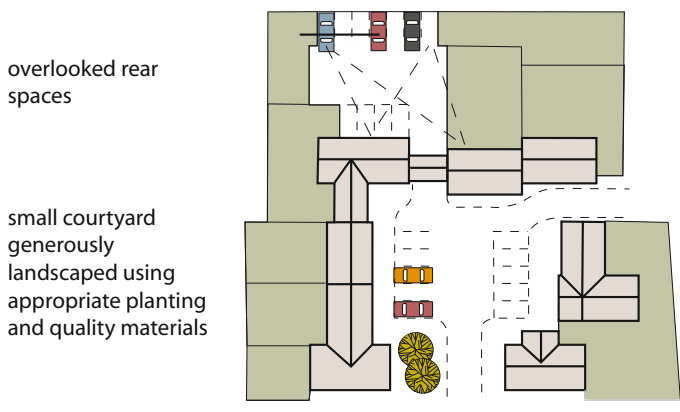 overlooked rear
spaces
small courtyard
generously
landscaped using
appropriate planting
and quality materials